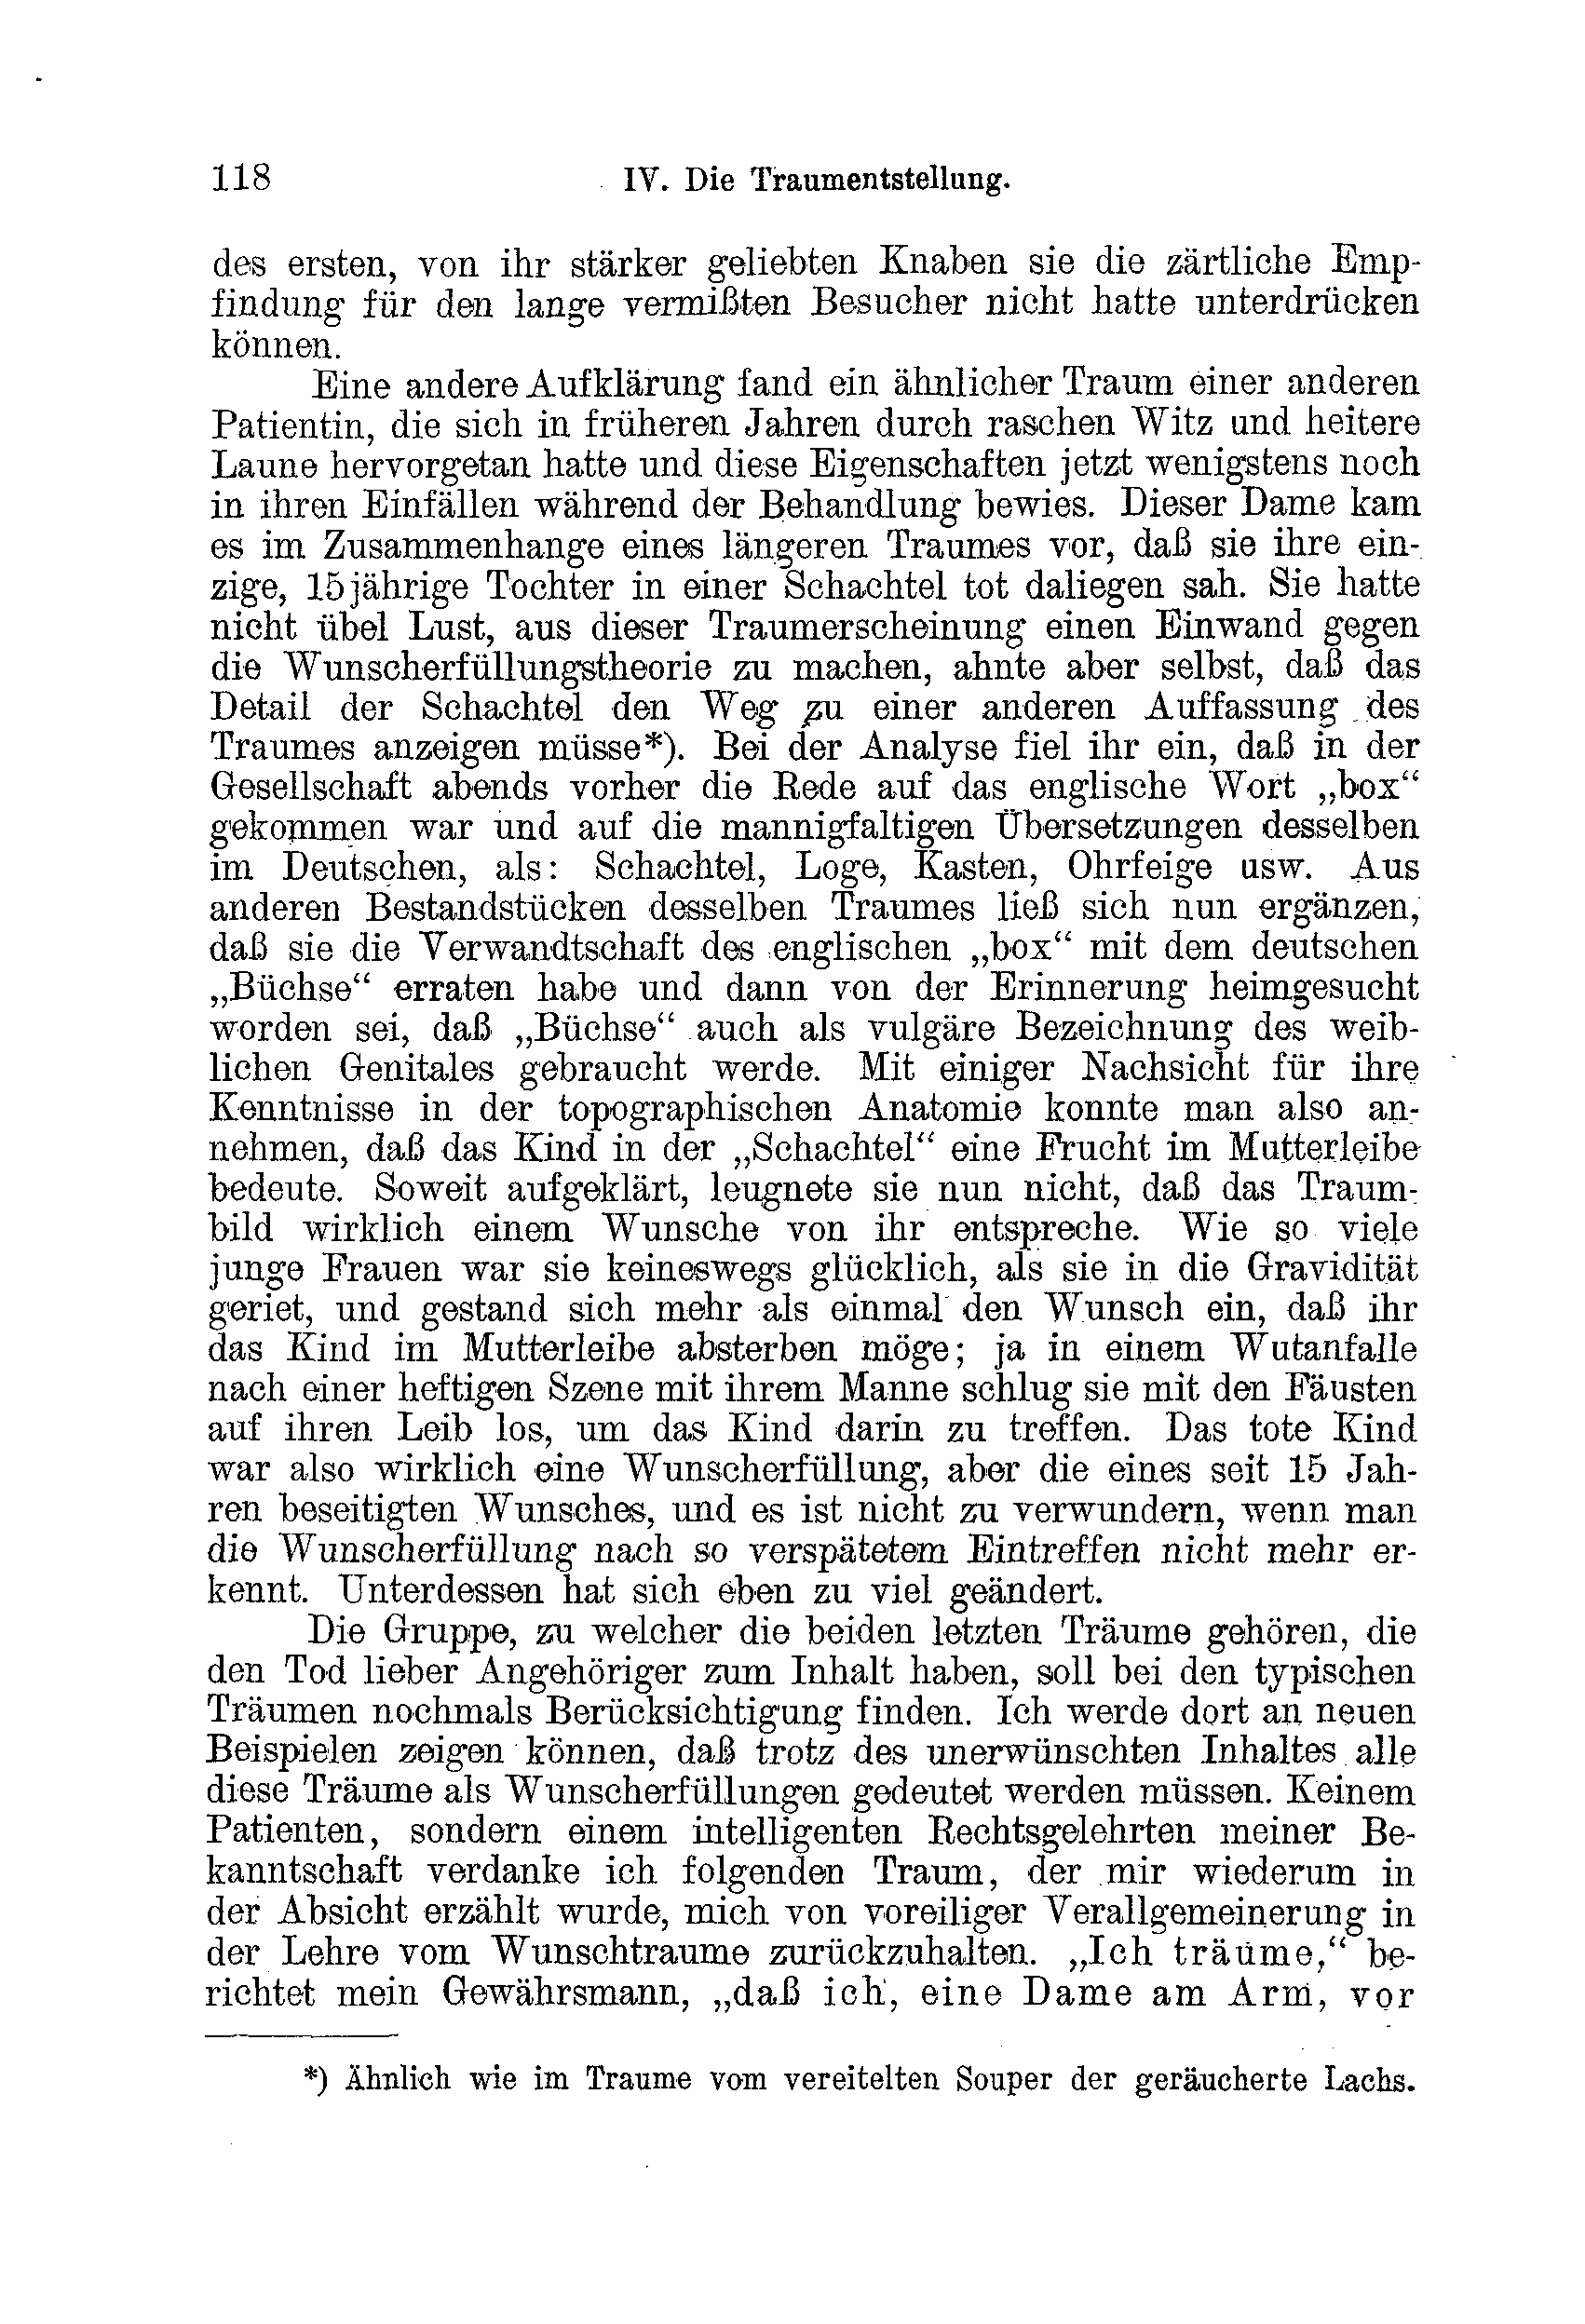 118 IV. Die Traumentstellung.
des ersten, von ihr stärker geliebten Knaben sie die zärtliche Emp-
findung für den lange vermißten Besucher nicht hatte unterdrücken
können.
Eine andere Aufklärung fand ein ähnlicher Traum einer anderen
Patientin, die sich in früheren Jahren durch raschen Witz und heitere
Laune hervorgetan hatte und diese Eigenschaften jetzt wenigstens noch
in ihren Einfällen während der Behandlung bewies. Dieser Dame kam
es im Zusammenhange eines längeren Traumes vor, daß sie ihre ein-
zige, 15jährige Tochter in einer Schachtel tot daliegen sah. Sie hatte
nicht übel Lust, aus dieser Traumerscheinung einen Einwand gegen
die Wunscherfüllungstheorie zu machen, ahnte aber selbst, daß das
Detail der Schachtel den Weg zu einer anderen Auffassung des
Traumes anzeigen müsse*). Bei der Analyse fiel ihr ein, daß in der
Gesellschaft abends vorher die Rede auf das englische Wort „box“
gekommen war und auf die mannigfaltigen Übersetzungen desselben
im Deutschen, als: Schachtel, Loge, Kasten, Ohrfeige usw. Aus
anderen Bestandstücken desselben Traumes ließ sich nun ergänzen,
daß sie die Verwandtschaft des englischen „box“ mit dem deutschen
„Büchse“ erraten habe und dann von der Erinnerung heimgesucht
worden sei, daß „Büchse“ auch als vulgäre Bezeichnung des weib-
lichen Genitales gebraucht werde. Mit einiger Nachsicht für ihre
Kenntnisse in der topographischen Anatomie konnte man also an-
nehmen, daß das Kind in der „Schachtel“ eine Frucht im Mutterleibe
bedeute. Soweit aufgeklärt, leugnete sie nun nicht, daß das Traum-
bild wirklich einem Wunsche von ihr entspreche. Wie so viele
junge Frauen war sie keineswegs glücklich, als sie in die Gravidität
geriet, und gestand sich mehr als einmal den Wunsch ein, daß ihr
das Kind im Mutterleibe absterben möge; ja in einem Wutanfalle
nach einer heftigen Szene mit ihrem Manne schlug sie mit den Fäusten
auf ihren Leib los, um das Kind darin zu treffen. Das tote Kind
war also wirklich eine Wunscherfüllung, aber die eines seit 15 Jah-
ren beseitigten Wunsches, und es ist nicht zu verwundern, wenn man
die Wunscherfüllung nach so verspätetem Eintreffen nicht mehr er-
kennt. Unterdessen hat sich eben zu viel geändert.
Die Gruppe, zu welcher die beiden letzten Träume gehören, die
den Tod lieber Angehöriger zum Inhalt haben, soll bei den typischen
Träumen nochmals Berücksichtigung finden. Ich werde dort an neuen
Beispielen zeigen können, daß trotz des unerwünschten Inhaltes alle
diese Träume als Wunscherfüllungen gedeutet werden müssen. Keinem
Patienten, sondern einem intelligenten Rechtsgelehrten meiner Be-
kanntschaft verdanke ich folgenden Traum, der mir wiederum in
der Absicht erzählt wurde, mich von voreiliger Verallgemeinerung in
der Lehre vom Wunschtraume zurückzuhalten. „Ich träume,“ be-
richtet mein Gewährsmann, „daß ich, eine Dame am Arm, vor
*) Ähnlich wie im Traume vom vereitelten Souper der geräucherte Lachs.